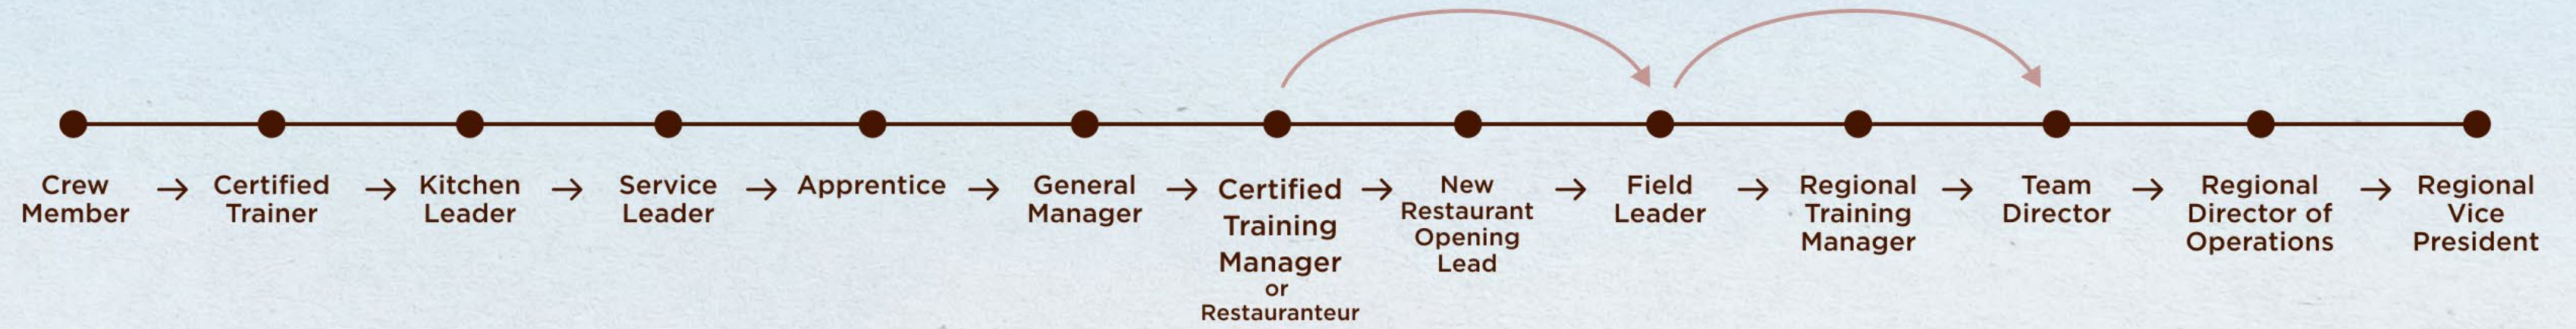 Crew
Member
→
Certified
Trainer
→
Kitchen
Leader
→
Service
Leader
→
Apprentice
→
General
Manager
→
Certified
Training
Manager
or
Restauranteur
→
New
Restaurant
Opening
Lead
→
Field
Leader
→
Regional
Training
Manager
→
Team
Director
→
Regional
Director of
Operations
→
Regional
Vice
President